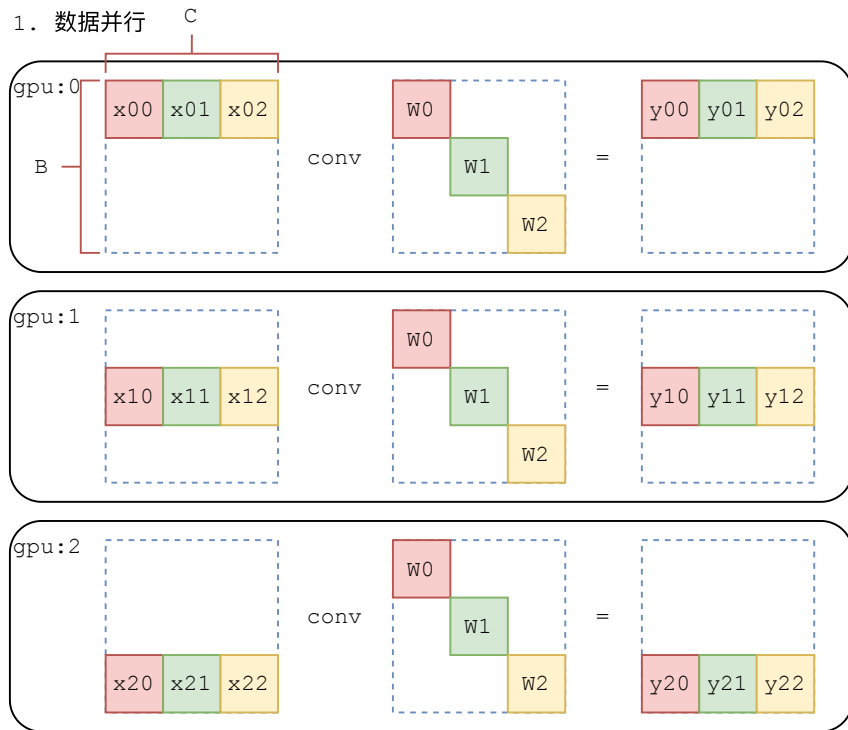 1. 数据并行
C
gpu:0
x00 x01 x02
W0
y00 y01 y02
B
conv
W1
=
W2
gpu:1
W0
x10 x11 x12
conv
W1
=
y10 y11 y12
W2
gpu:2
W0
conv
W1
=
x20 x21 x22
W2
y20 y21 y22